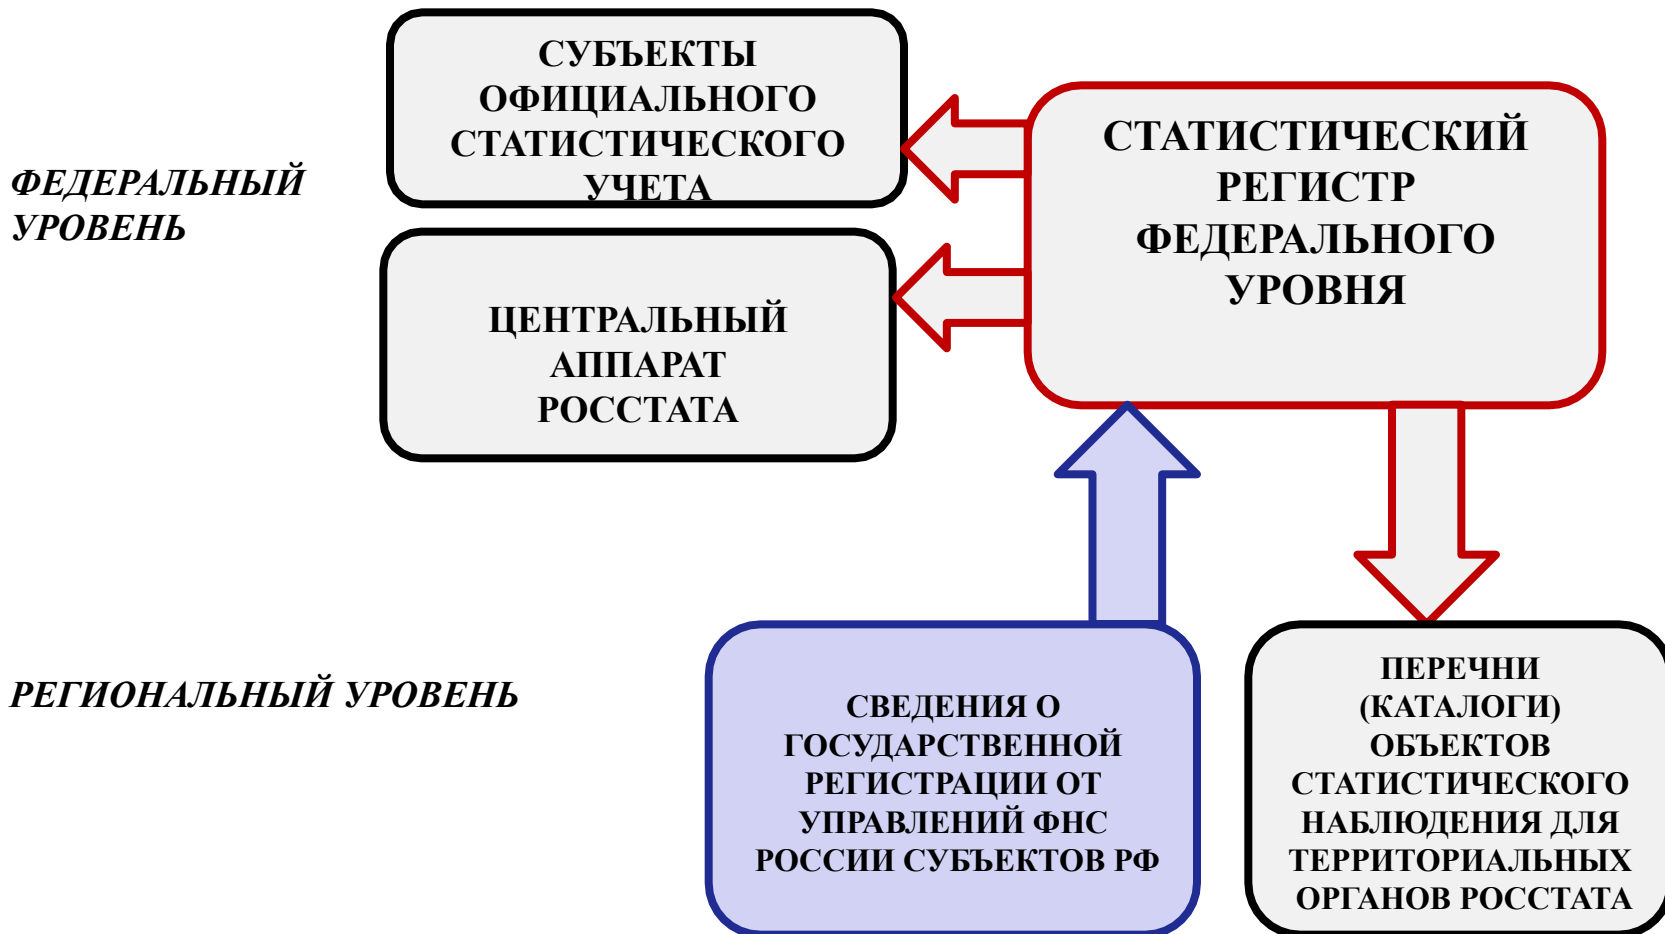 СУБЪЕКТЫ
ОФИЦИАЛЬНОГО
СТАТИСТИЧЕСКОГО
УЧЕТА
СТАТИСТИЧЕСКИЙ
РЕГИСТР
ФЕДЕРАЛЬНОГО
УРОВНЯ
ФЕДЕРАЛЬНЫЙ
УРОВЕНЬ
ЦЕНТРАЛЬНЫЙ
АППАРАТ
РОССТАТА
РЕГИОНАЛЬНЫЙ УРОВЕНЬ
СВЕДЕНИЯ О
ГОСУДАРСТВЕННОЙ
РЕГИСТРАЦИИ ОТ
УПРАВЛЕНИЙ ФНС
РОССИИ СУБЪЕКТОВ РФ
ПЕРЕЧНИ
(КАТАЛОГИ)
ОБЪЕКТОВ
СТАТИСТИЧЕСКОГО
НАБЛЮДЕНИЯ ДЛЯ
ТЕРРИТОРИАЛЬНЫХ
ОРГАНОВ РОССТАТА